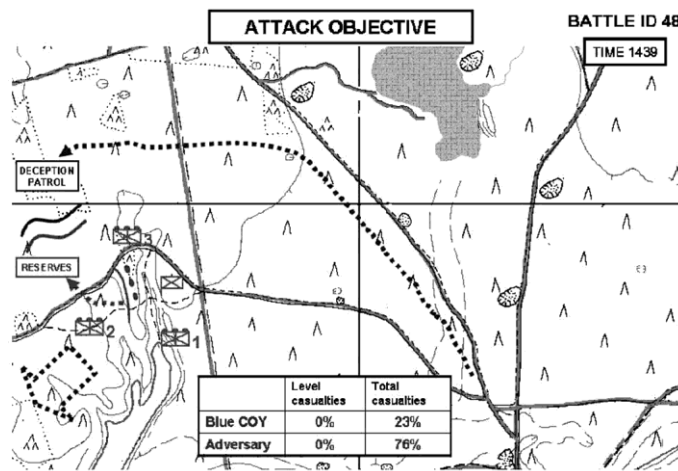 ATTACK OBJECTIVE
BATTLE ID 48
TIME 1439
DECEPTION
PATROL
3
RESERVES
2
1
Level casualties Total casualties
Blue COY 0% 23%
Adversary 0% 76%